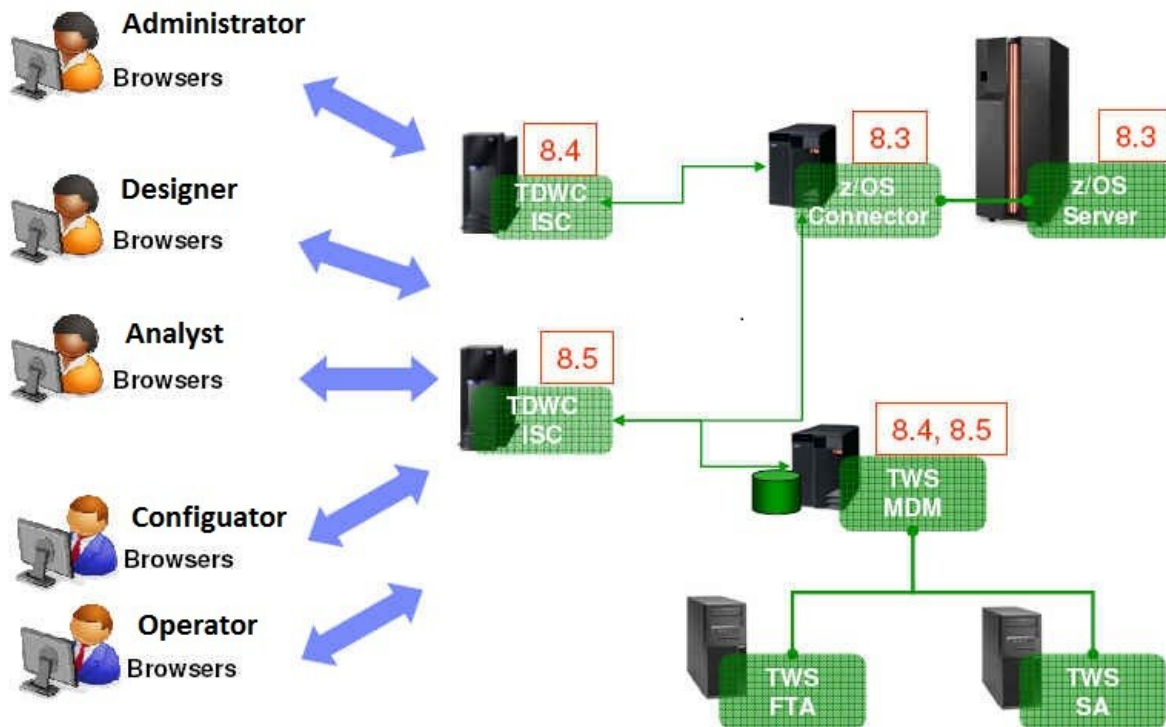 Administrator
Browsers
8.4
TDWC
ISC
8.3
z/OS
Connector
8.3
z/OS
Server
Designer
Browsers
Analyst
Browsers
8.5
TDWC
ISC
8.4, 8.5
TWS
MDM
Configuator
Browsers
Operator
Browsers
TWS
FTA
TWS
SA